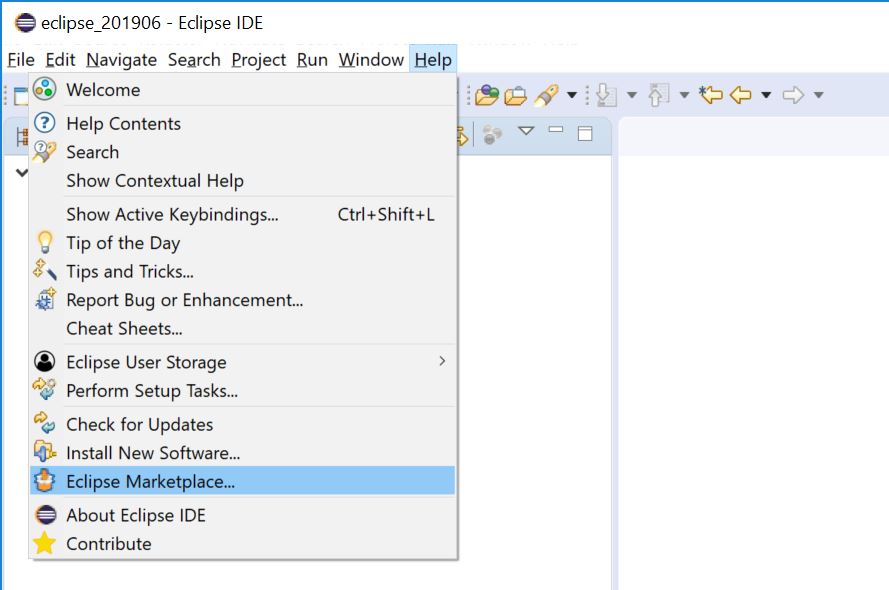 eclipse_201906 - Eclipse IDE
File Edit Navigate Search Project Run Window Help
Welcome
Help Contents
Search
Show Contextual Help
Show Active Keybindings... Ctrl+Shift+L
Tip of the Day
Tips and Tricks...
Report Bug or Enhancement...
Cheat Sheets...
Eclipse User Storage
Perform Setup Tasks...
Check for Updates
Install New Software...
Eclipse Marketplace...
About Eclipse IDE
Contribute